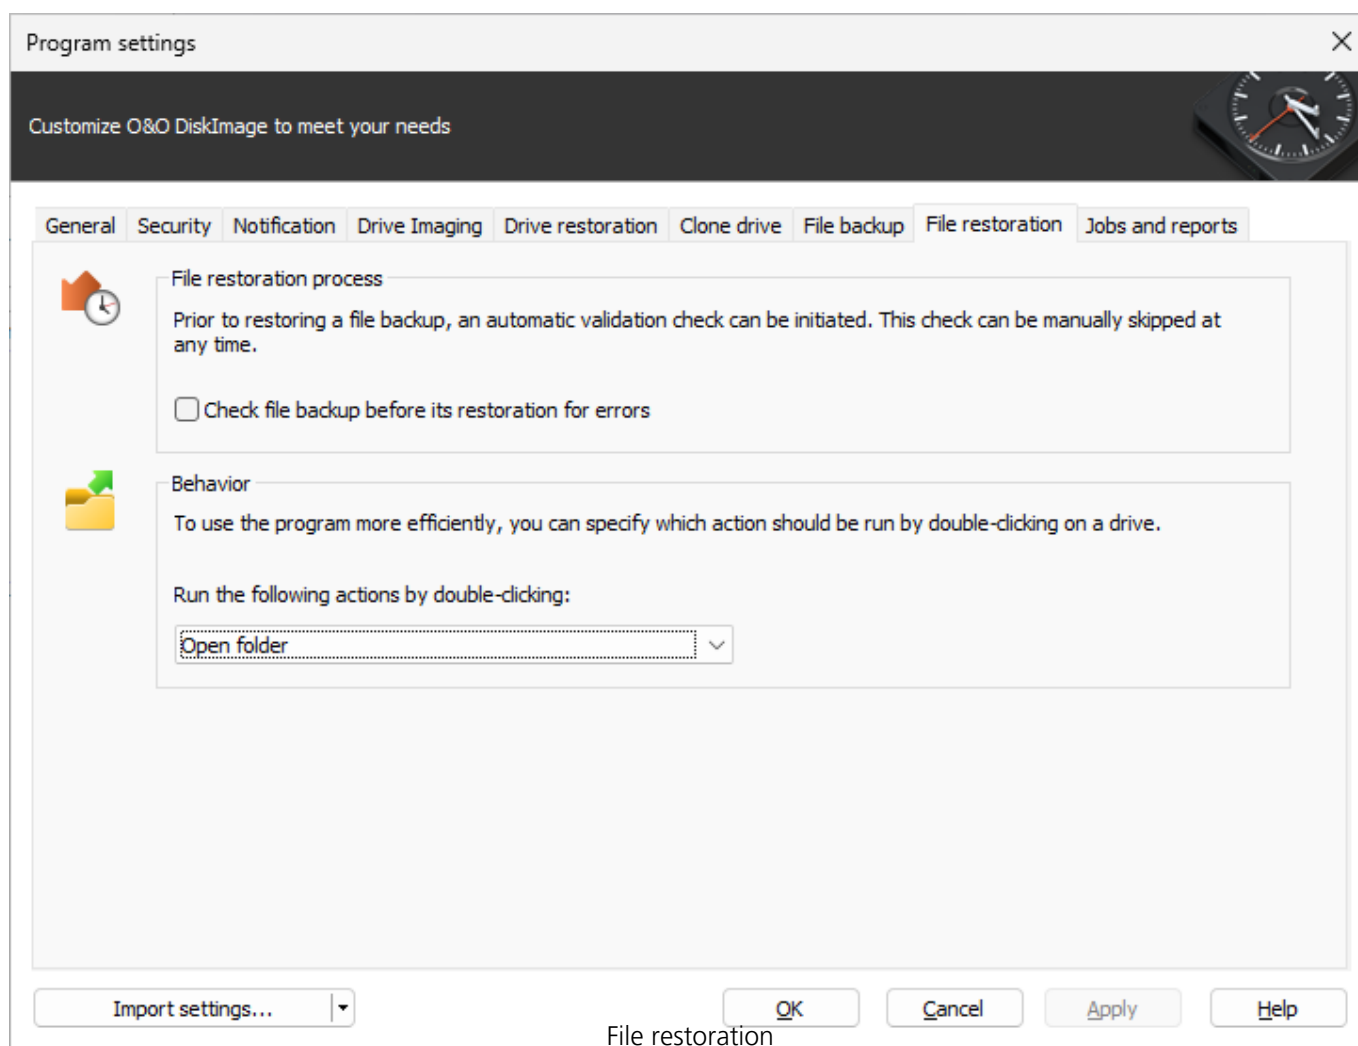 Program settings
Customize O&O DiskImage to meet your needs
General Security Notification Drive Imaging Drive restoration Clone drive File backup File restoration Jobs and reports
File restoration process
Prior to restoring a file backup, an automatic validation check can be initiated. This check can be manually skipped at
any time.
Check file backup before its restoration for errors
Behavior
To use the program more efficiently, you can specify which action should be run by double-clicking on a drive.
Run the following actions by double-clicking:
Open folder
Import settings... OK Cancel Apply Help
File restoration